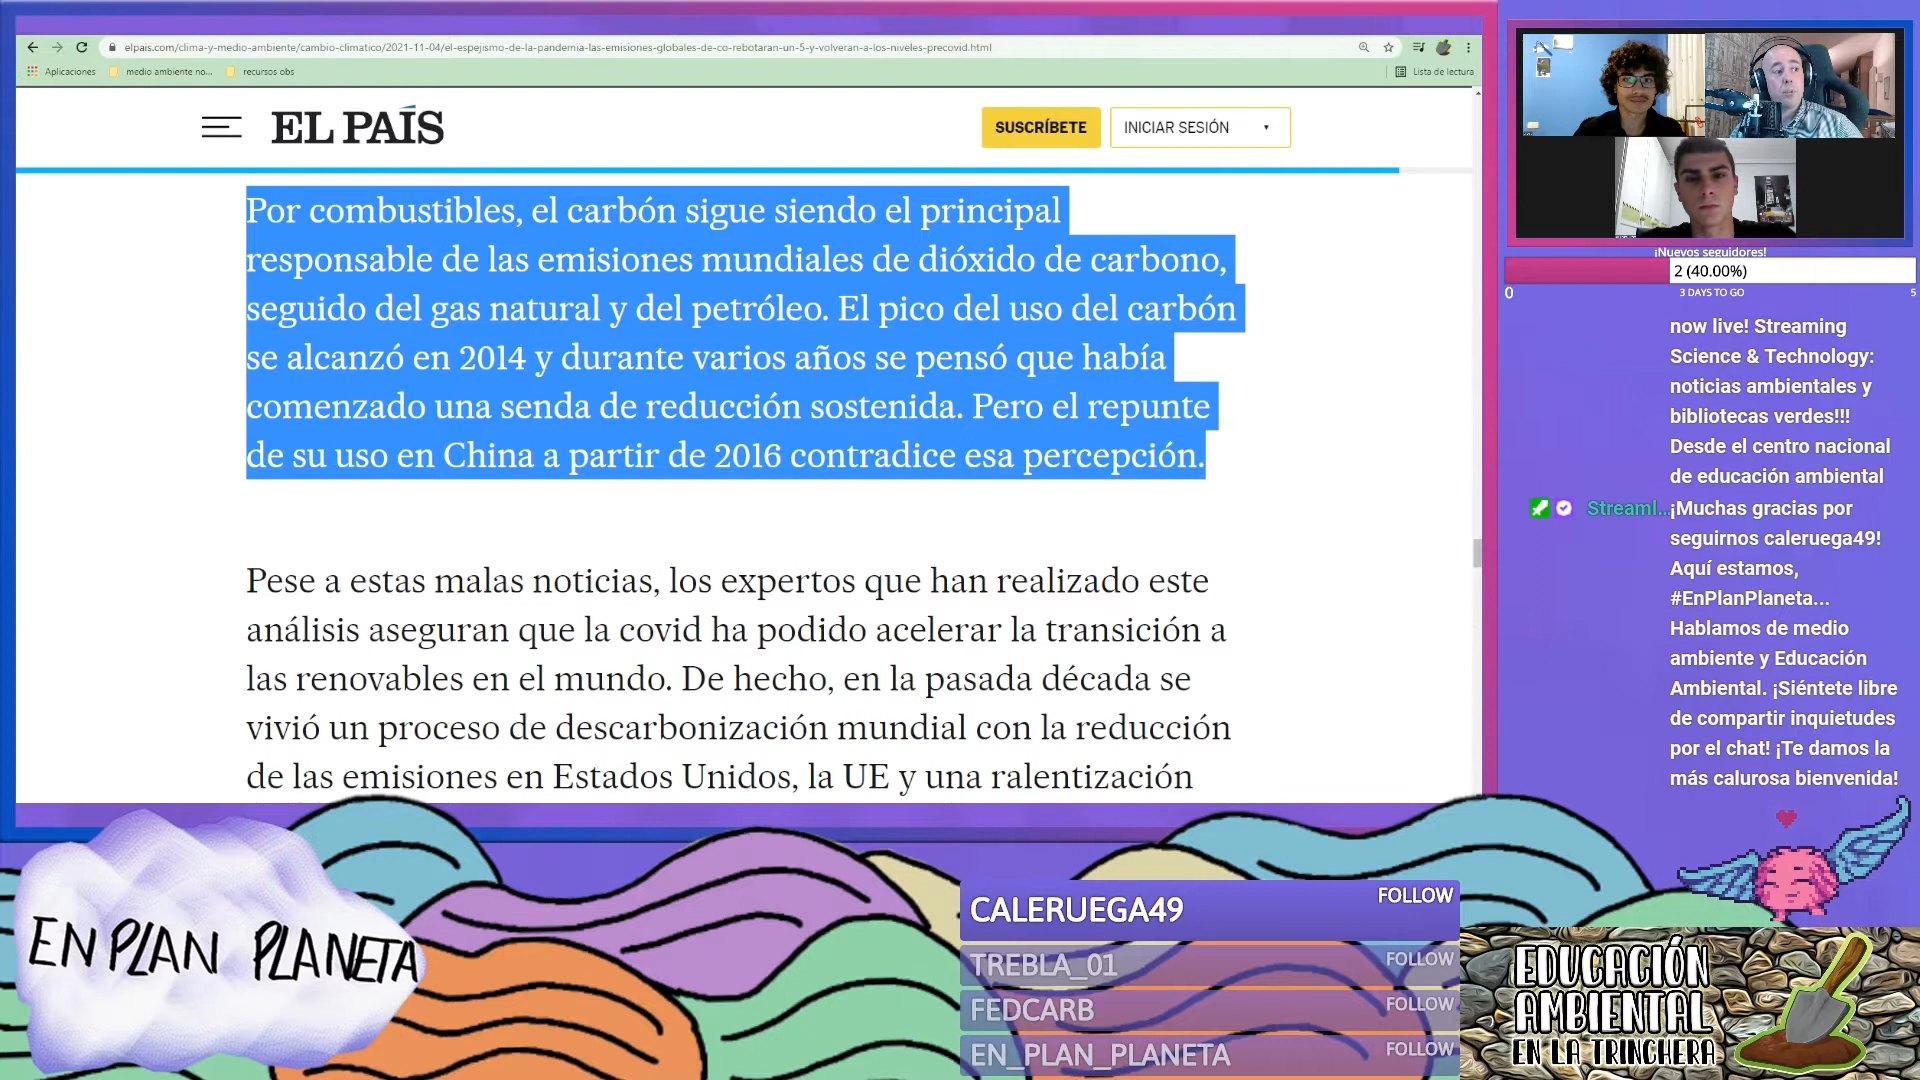 elpais.com/clima-y-medio-ambiente/cambio-climatico/2021-11-04/el-espejismo-de-la-pandemia-las-emisiones-globales-de-co-rebotaran-un-5-y-volveran-a-los-niveles-precovid.html
Aplicaciones
medio ambiente no...
recursos obs
Lista de lectura
EL PAÍS
SUSCRÍBETE
INICIAR SESIÓN
Por combustibles, el carbón sigue siendo el principal
responsable de las emisiones mundiales de dióxido de carbono,
seguido del gas natural y del petróleo. El pico del uso del carbón
se alcanzó en 2014 y durante varios años se pensó que había
comenzado una senda de reducción sostenida. Pero el repunte
de su uso en China a partir de 2016 contradice esa percepción.
Pese a estas malas noticias, los expertos que han realizado este
análisis aseguran que la covid ha podido acelerar la transición a
las renovables en el mundo. De hecho, en la pasada década se
vivió un proceso de descarbonización mundial con la reducción
de las emisiones en Estados Unidos, la UE y una ralentización
¡Nuevos seguidores!
2 (40.00%)
0
3 DAYS TO GO
5
now live! Streaming
Science & Technology:
noticias ambientales y
bibliotecas verdes!!!
Desde el centro nacional
de educación ambiental
Streaml... ¡Muchas gracias por
seguirnos caleruega49!
Aquí estamos,
#EnPlanPlaneta...
Hablamos de medio
ambiente y Educación
Ambiental. ¡Siéntete libre
de compartir inquietudes
por el chat! ¡Te damos la
más calurosa bienvenida!
EN PLAN PLANETA
CALERUEGA49 FOLLOW
TREBLA_01 FOLLOW
FEDCARB FOLLOW
EN_PLAN_PLANETA FOLLOW
EDUCACIÓN
AMBIENTAL
EN LA TRINCHERA